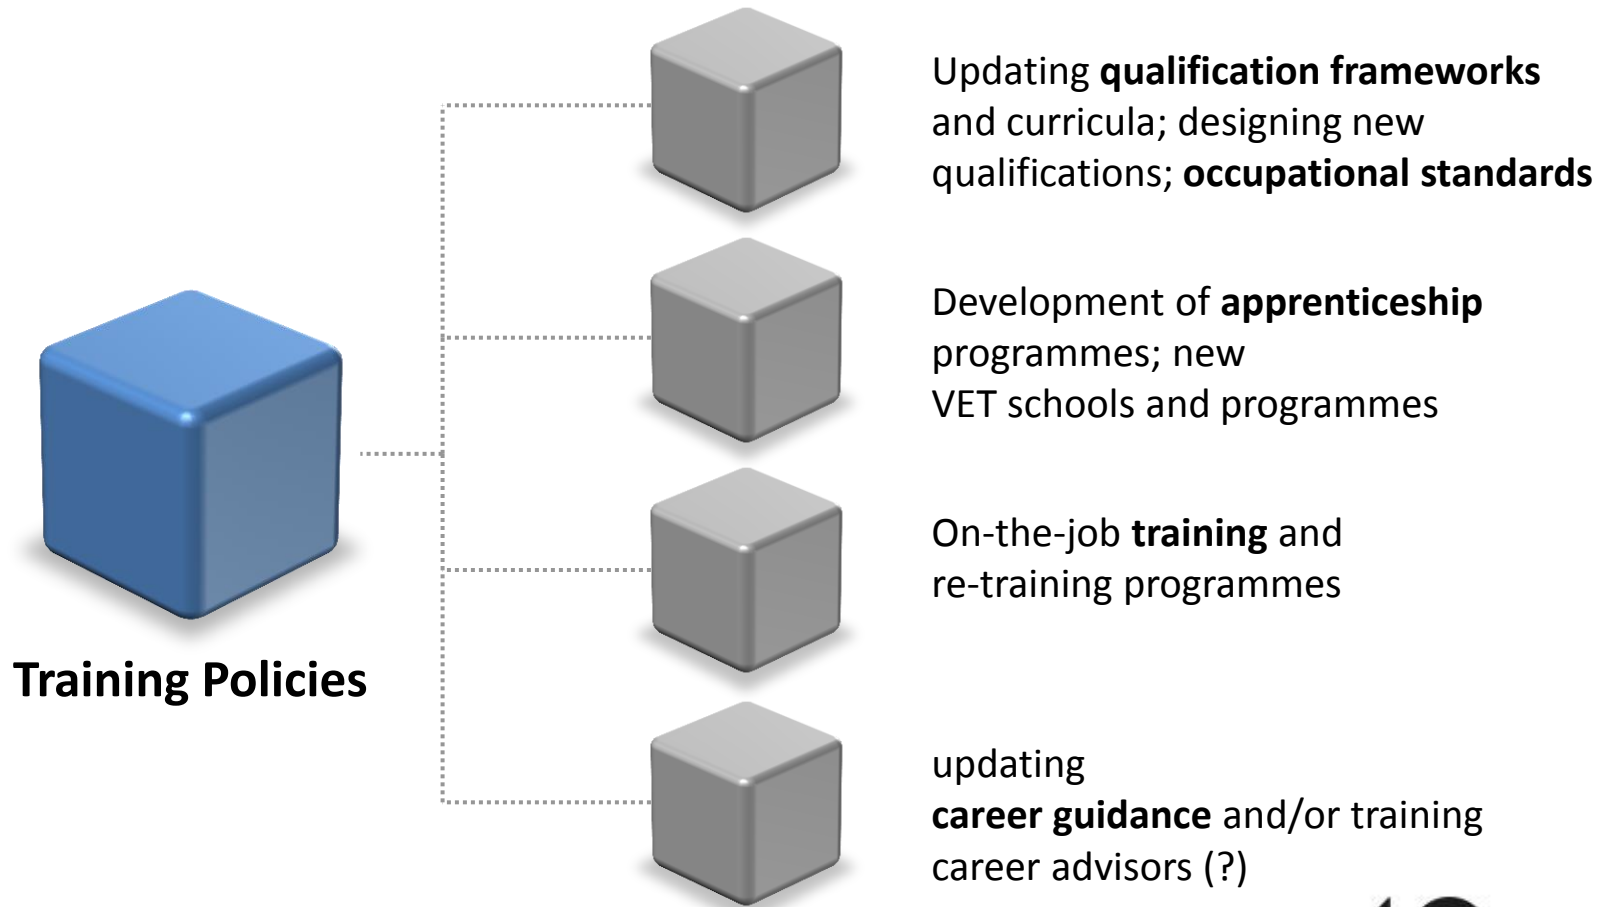 Updating qualification frameworks
and curricula; designing new
qualifications; occupational standards
Development of apprenticeship
programmes; new
VET schools and programmes
On-the-job training and
re-training programmes
Training Policies
updating
career guidance and/or training
career advisors (?)